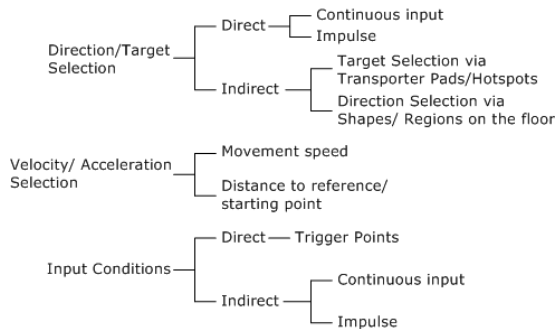 Direction/Target
Selection
Direct
Continuous input
Impulse
Indirect
Target Selection via
Transporter Pads/Hotspots
Direction Selection via
Shapes/ Regions on the floor
Velocity/ Acceleration
Selection
Movement speed
Distance to reference/
starting point
Input Conditions
Direct
Trigger Points
Indirect
Continuous input
Impulse